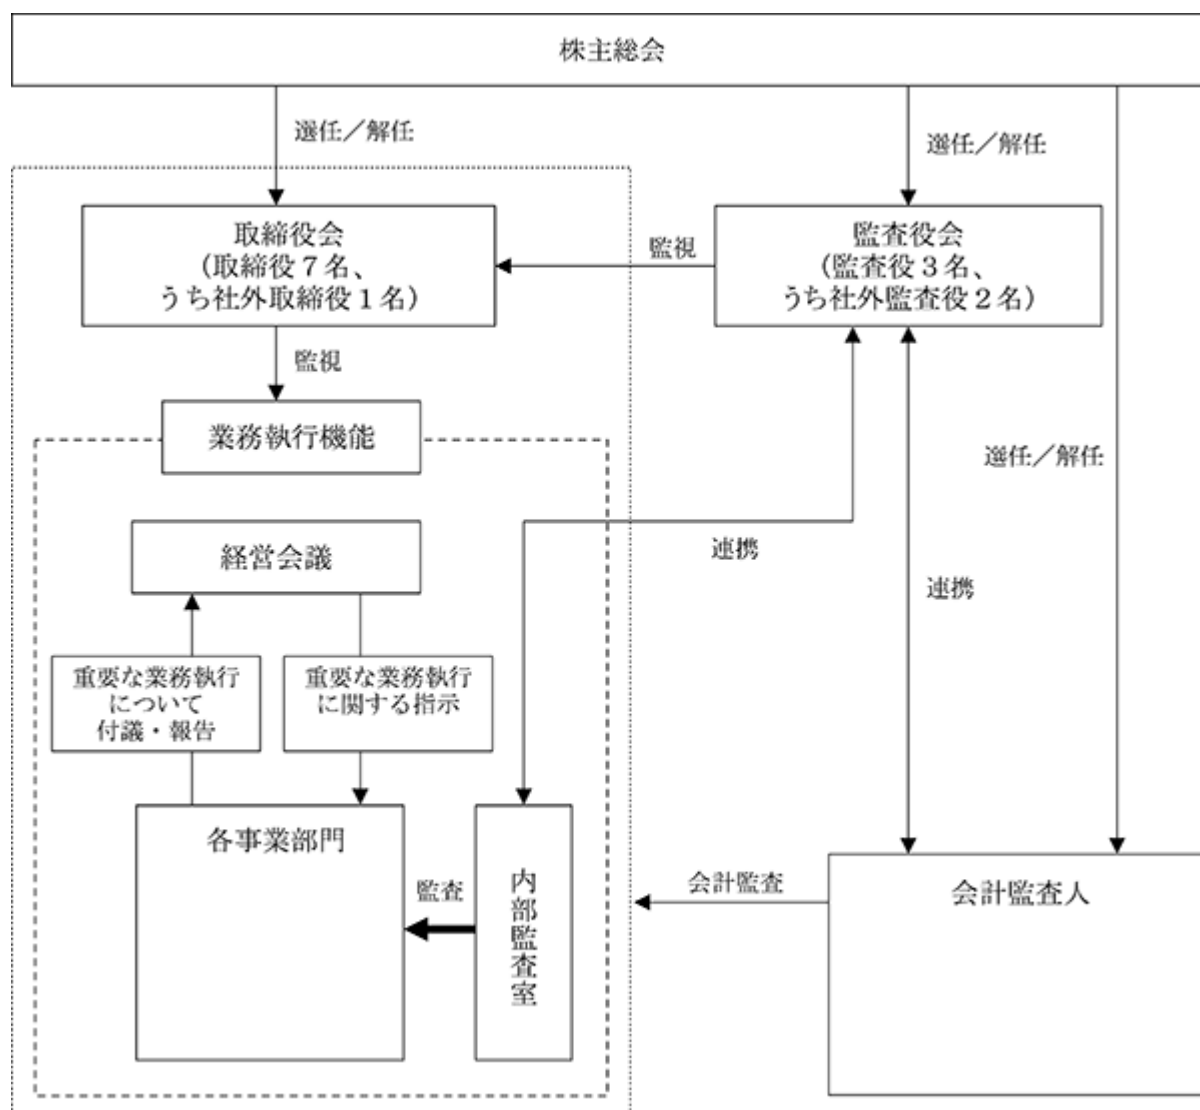 株主総会
選任／解任
選任／解任
取締役会
（取締役７名、
うち社外取締役１名）
監視
監査役会
（監査役３名、
うち社外監査役２名）
監視
業務執行機能
選任／解任
経営会議
連携
連携
重要な業務執行
について
付議・報告
重要な業務執行
に関する指示
各事業部門
監査
内部監査室
会計監査
会計監査人